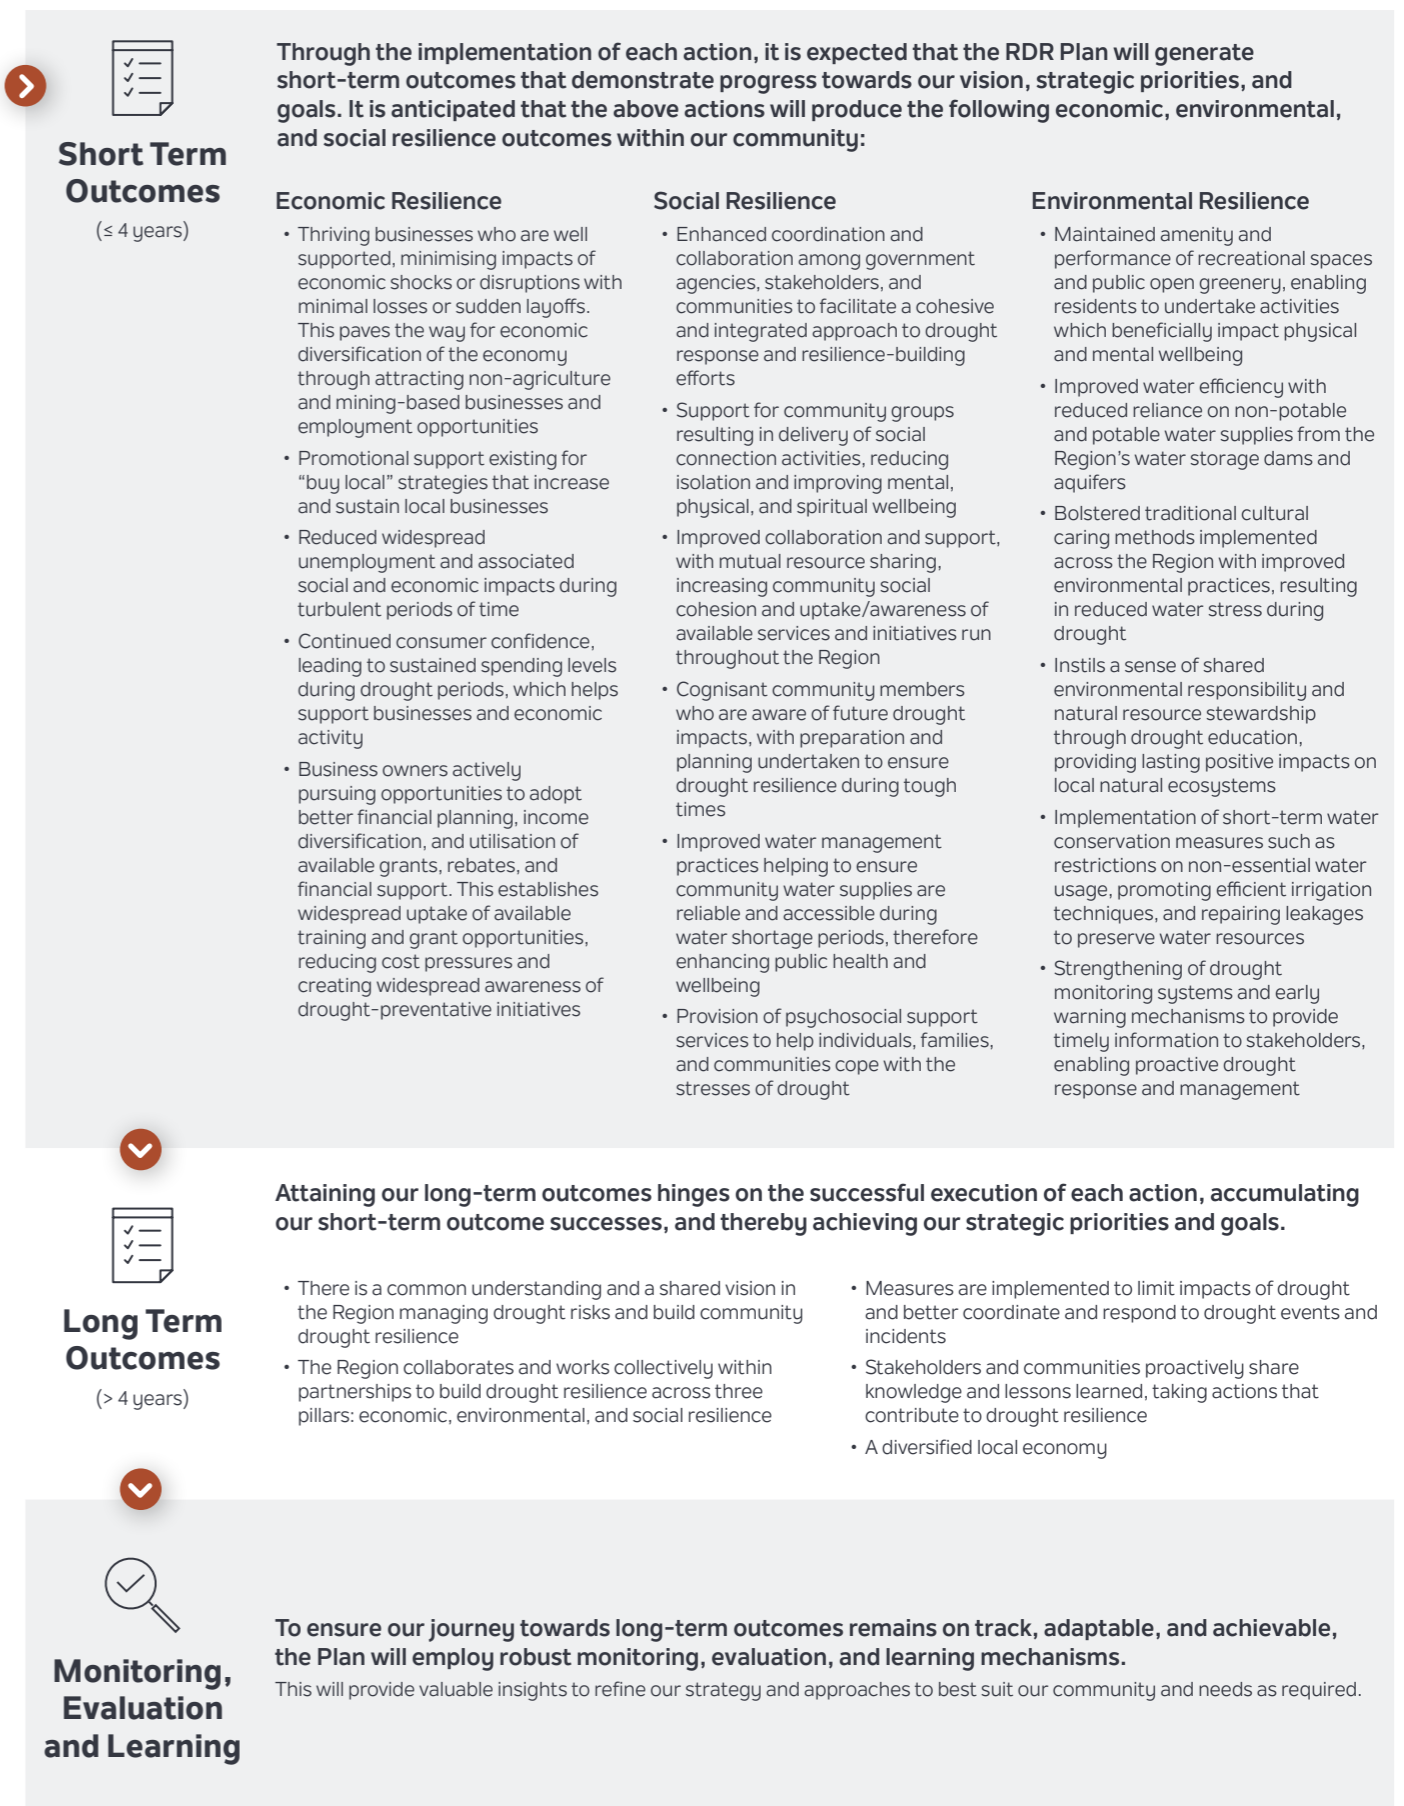 Short Term
Outcomes
(≤ 4 years)
Through the implementation of each action, it is expected that the RDR Plan will generate
short-term outcomes that demonstrate progress towards our vision, strategic priorities, and
goals. It is anticipated that the above actions will produce the following economic, environmental,
and social resilience outcomes within our community:
Economic Resilience
• Thriving businesses who are well
supported, minimising impacts of
economic shocks or disruptions with
minimal losses or sudden layoffs.
This paves the way for economic
diversification of the economy
through attracting non-agriculture
and mining-based businesses and
employment opportunities
• Promotional support existing for
“buy local” strategies that increase
and sustain local businesses
• Reduced widespread
unemployment and associated
social and economic impacts during
turbulent periods of time
• Continued consumer confidence,
leading to sustained spending levels
during drought periods, which helps
support businesses and economic
activity
• Business owners actively
pursuing opportunities to adopt
better financial planning, income
diversification, and utilisation of
available grants, rebates, and
financial support. This establishes
widespread uptake of available
training and grant opportunities,
reducing cost pressures and
creating widespread awareness of
drought-preventative initiatives
Social Resilience
• Enhanced coordination and
collaboration among government
agencies, stakeholders, and
communities to facilitate a cohesive
and integrated approach to drought
response and resilience-building
efforts
• Support for community groups
resulting in delivery of social
connection activities, reducing
isolation and improving mental,
physical, and spiritual wellbeing
• Improved collaboration and support,
with mutual resource sharing,
increasing community social
cohesion and uptake/awareness of
available services and initiatives run
throughout the Region
• Cognisant community members
who are aware of future drought
impacts, with preparation and
planning undertaken to ensure
drought resilience during tough
times
• Improved water management
practices helping to ensure
community water supplies are
reliable and accessible during
water shortage periods, therefore
enhancing public health and
wellbeing
• Provision of psychosocial support
services to help individuals, families,
and communities cope with the
stresses of drought
Environmental Resilience
• Maintained amenity and
performance of recreational spaces
and public open greenery, enabling
residents to undertake activities
which beneficially impact physical
and mental wellbeing
• Improved water efficiency with
reduced reliance on non-potable
and potable water supplies from the
Region’s water storage dams and
aquifers
• Bolstered traditional cultural
caring methods implemented
across the Region with improved
environmental practices, resulting
in reduced water stress during
drought
• Instils a sense of shared
environmental responsibility and
natural resource stewardship
through drought education,
providing lasting positive impacts on
local natural ecosystems
• Implementation of short-term water
conservation measures such as
restrictions on non-essential water
usage, promoting efficient irrigation
techniques, and repairing leakages
to preserve water resources
• Strengthening of drought
monitoring systems and early
warning mechanisms to provide
timely information to stakeholders,
enabling proactive drought
response and management
Long Term
Outcomes
(> 4 years)
Attaining our long-term outcomes hinges on the successful execution of each action, accumulating
our short-term outcome successes, and thereby achieving our strategic priorities and goals.
• There is a common understanding and a shared vision in
the Region managing drought risks and build community
drought resilience
• The Region collaborates and works collectively within
partnerships to build drought resilience across three
pillars: economic, environmental, and social resilience
• Measures are implemented to limit impacts of drought
and better coordinate and respond to drought events and
incidents
• Stakeholders and communities proactively share
knowledge and lessons learned, taking actions that
contribute to drought resilience
• A diversified local economy
Monitoring,
Evaluation
and Learning
To ensure our journey towards long-term outcomes remains on track, adaptable, and achievable,
the Plan will employ robust monitoring, evaluation, and learning mechanisms.
This will provide valuable insights to refine our strategy and approaches to best suit our community and needs as required.